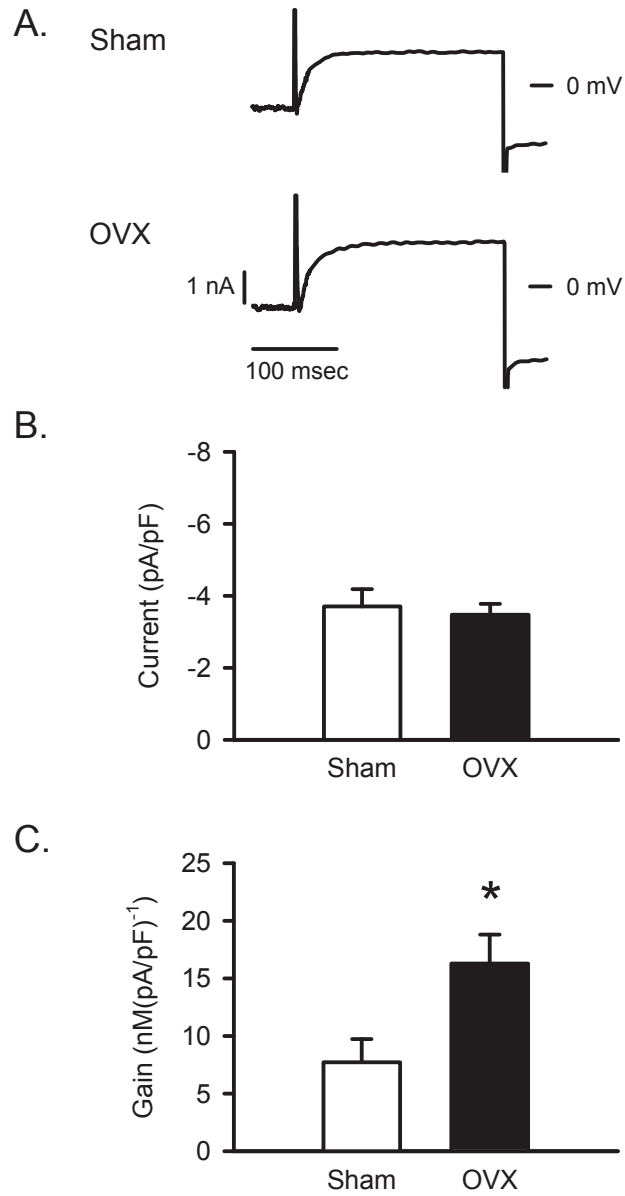 A.
Sham
0 mV
OVX
1 nA
0 mV
100 msec
B.
Current (pA/pF)
-8
-6
-4
-2
0
Sham OVX
C.
Gain (nM(pA/pF)⁻¹)
25
20
15
10
5
0
*
Sham OVX